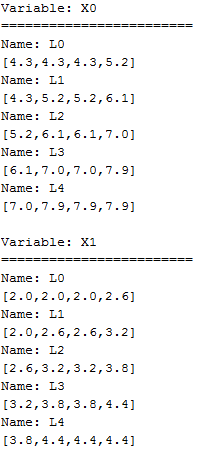 Variable: X0
========================
Name: L0
[4.3,4.3,4.3,5.2]
Name: L1
[4.3,5.2,5.2,6.1]
Name: L2
[5.2,6.1,6.1,7.0]
Name: L3
[6.1,7.0,7.0,7.9]
Name: L4
[7.0,7.9,7.9,7.9]
Variable: X1
========================
Name: L0
[2.0,2.0,2.0,2.6]
Name: L1
[2.0,2.6,2.6,3.2]
Name: L2
[2.6,3.2,3.2,3.8]
Name: L3
[3.2,3.8,3.8,4.4]
Name: L4
[3.8,4.4,4.4,4.4]